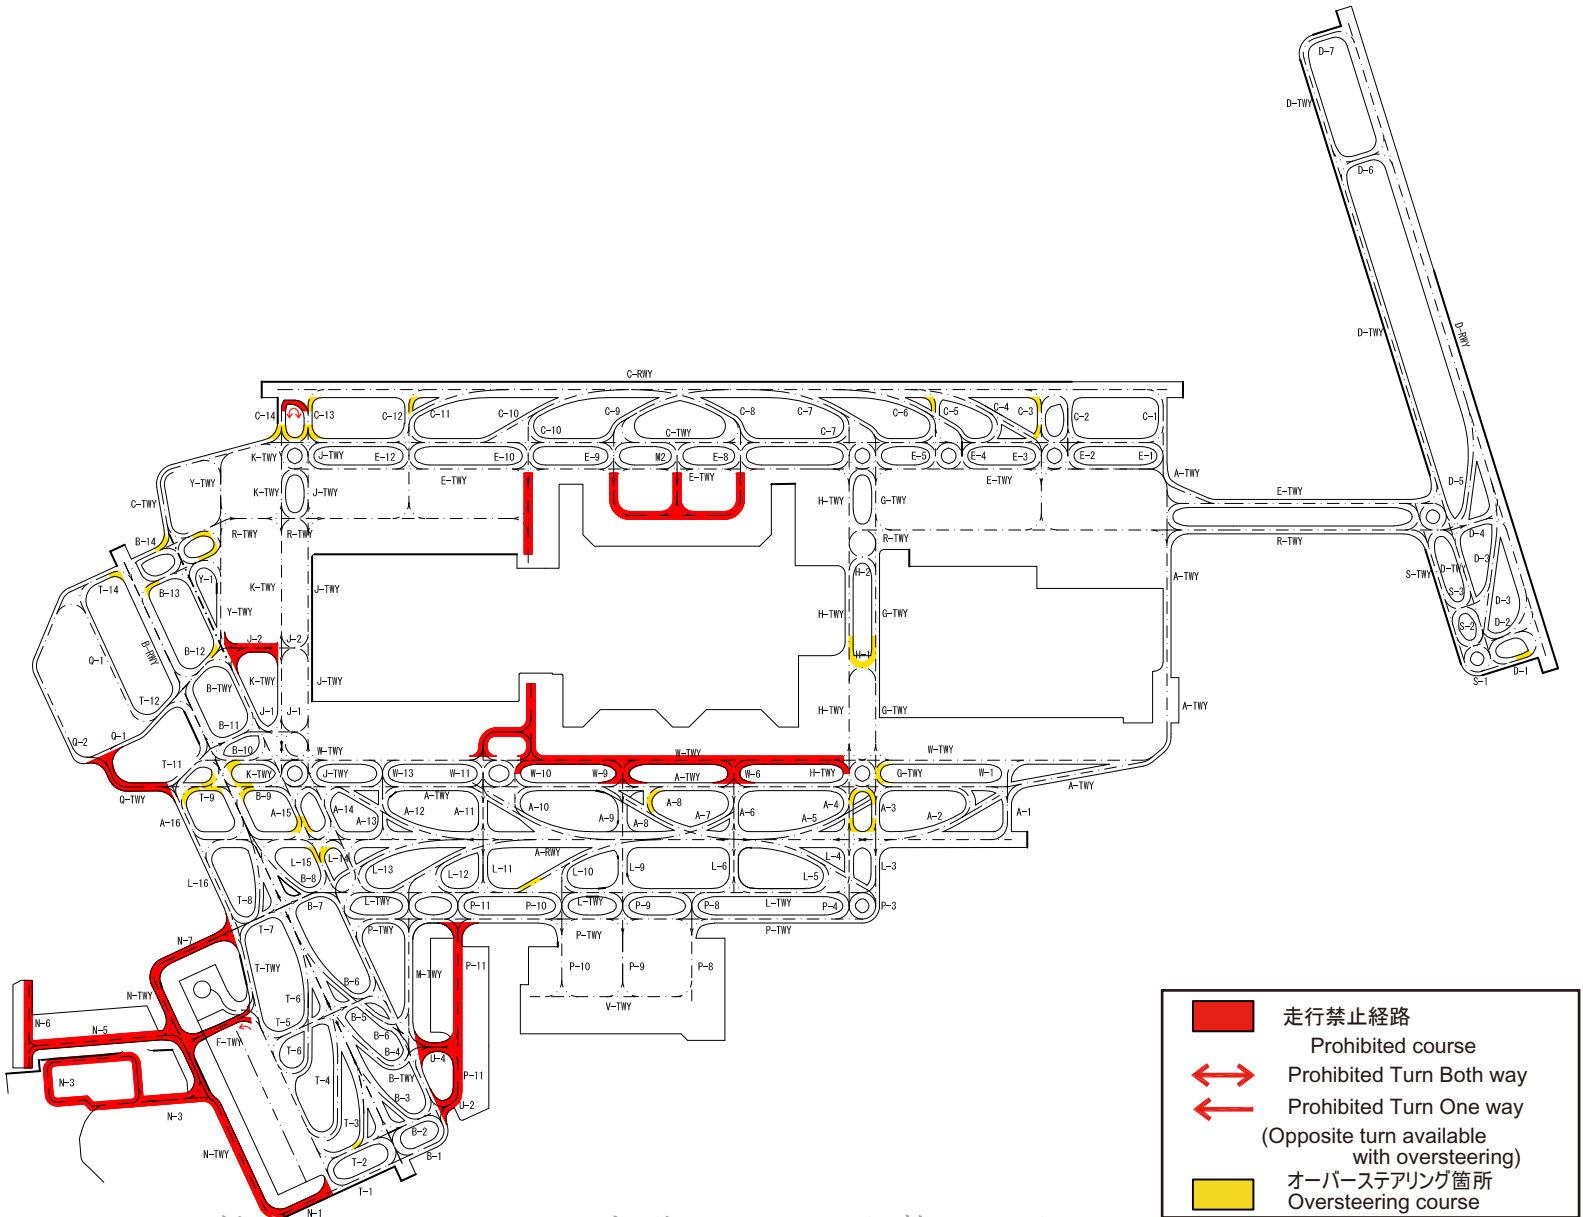 D-7
D-TWY
D-6
D-TWY
D-RWY
C-RWY
C-14
C-13
C-12
C-11
C-10
C-9
C-8
C-7
C-6
C-5
C-4
C-3
C-2
C-1
C-10
C-TWY
C-7
K-TWY
J-TWY
E-12
E-10
E-9
M2
E-8
E-5
E-4
E-3
E-2
E-1
Y-TWY
K-TWY
J-TWY
E-TWY
E-TWY
E-TWY
A-TWY
D-5
C-TWY
H-TWY
G-TWY
E-TWY
R-TWY
R-TWY
R-TWY
R-TWY
D-4
B-14
Y-1
K-TWY
J-TWY
H-2
A-TWY
S-TWY
D-TWY
D-3
T-14
B-13
S-3
D-3
Y-TWY
H-TWY
G-TWY
S-2
D-2
B-RWY
J-2
J-2
B-12
H-1
Q-1
S-1
D-1
B-TWY
K-TWY
J-TWY
T-12
J-1
J-1
H-TWY
G-TWY
A-TWY
B-11
Q-2
Q-1
B-10
W-TWY
W-TWY
W-TWY
T-11
K-TWY
J-TWY
W-13
W-11
W-10
W-9
A-TWY
W-6
H-TWY
G-TWY
W-1
Q-TWY
T-9
B-9
A-TWY
A-TWY
A-16
A-15
A-14
A-13
A-12
A-11
A-10
A-9
A-8
A-8
A-7
A-6
A-5
A-4
A-3
A-2
A-1
A-RWY
L-16
L-15
L-14
L-13
L-12
L-11
L-10
L-9
L-6
L-5
L-4
L-3
B-8
T-8
B-7
L-TWY
P-11
P-10
L-TWY
P-9
P-8
L-TWY
P-4
P-3
N-7
T-7
P-TWY
P-TWY
P-TWY
T-TWY
M-TWY
P-11
P-10
P-9
P-8
B-6
N-TWY
T-6
V-TWY
N-6
N-5
T-5
B-5
F-TWY
T-6
B-6
B-4
U-4
N-3
T-4
B-TWY
P-11
B-3
U-2
N-3
T-3
B-2
N-TWY
T-2
B-1
T-1
N-1
走行禁止経路
Prohibited course
Prohibited Turn Both way
Prohibited Turn One way
(Opposite turn available
with oversteering)
オーバーステアリング箇所
Oversteering course